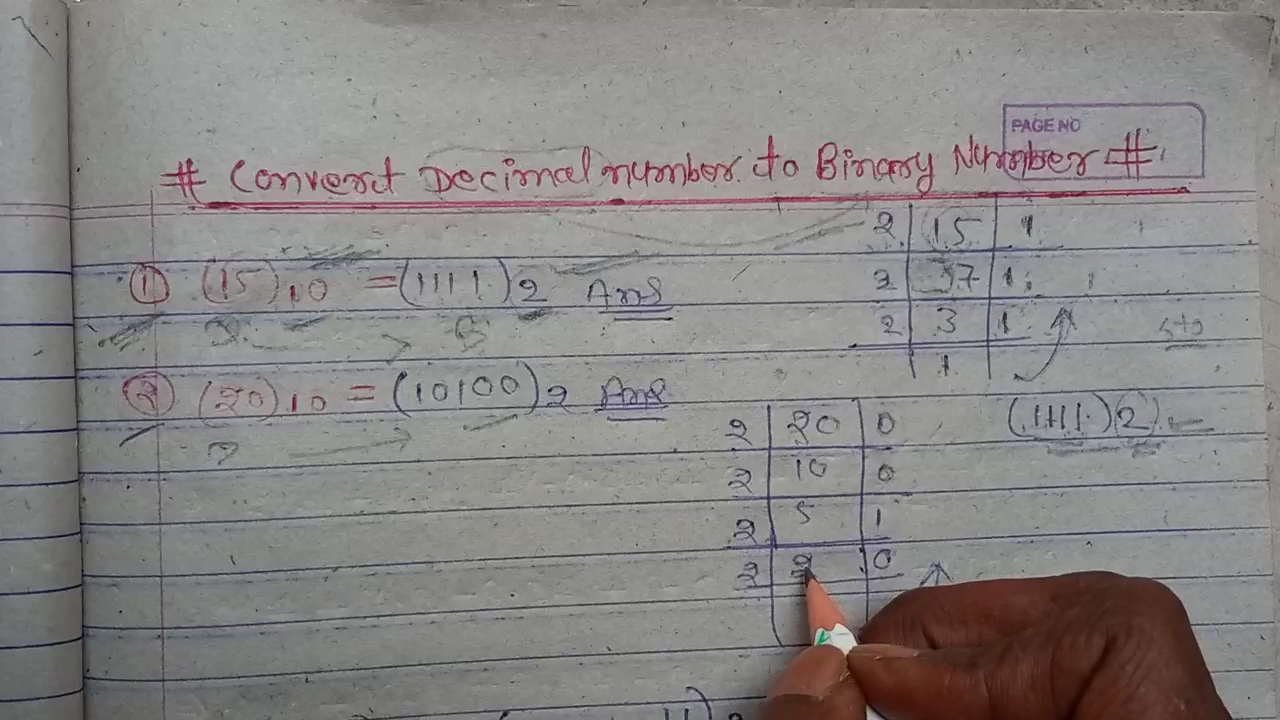 PAGE NO
# Convert Decimal number to Binary Number #
① (15)10 = (1111)2 Ans
2 | 15 | 1
2 | 7 | 1
2 | 3 | 1
1
(1111)2
② (20)10 = (10100)2 Ans
2 | 20 | 0
2 | 10 | 0
2 | 5 | 1
2 | 2 | 0